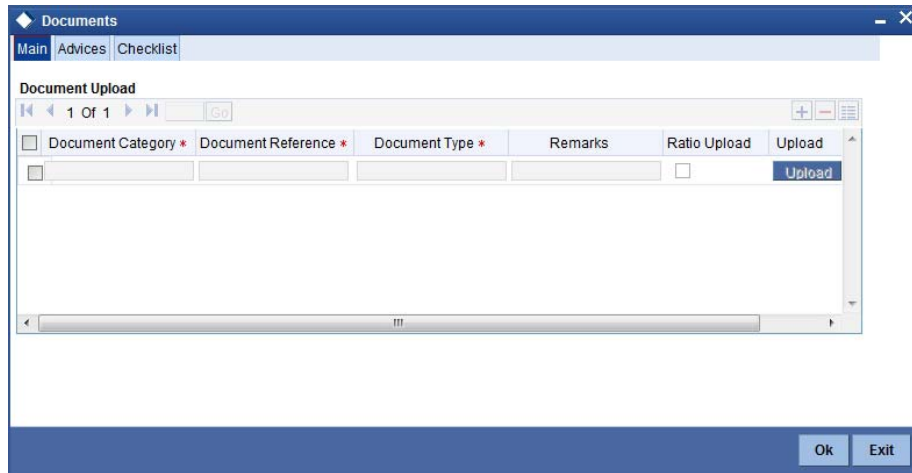 Documents
Main Advices Checklist
Document Upload
1 Of 1 Go
Document Category * Document Reference * Document Type * Remarks Ratio Upload Upload
Upload
Ok Exit